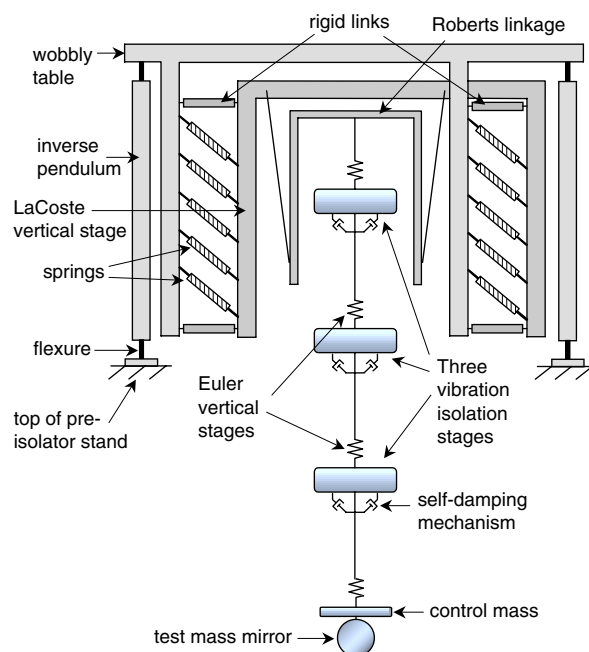 rigid links
Roberts linkage
wobbly
table
inverse
pendulum
LaCoste
vertical stage
springs
flexure
top of pre-
isolator stand
Euler
vertical
stages
Three
vibration
isolation
stages
self-damping
mechanism
control mass
test mass mirror